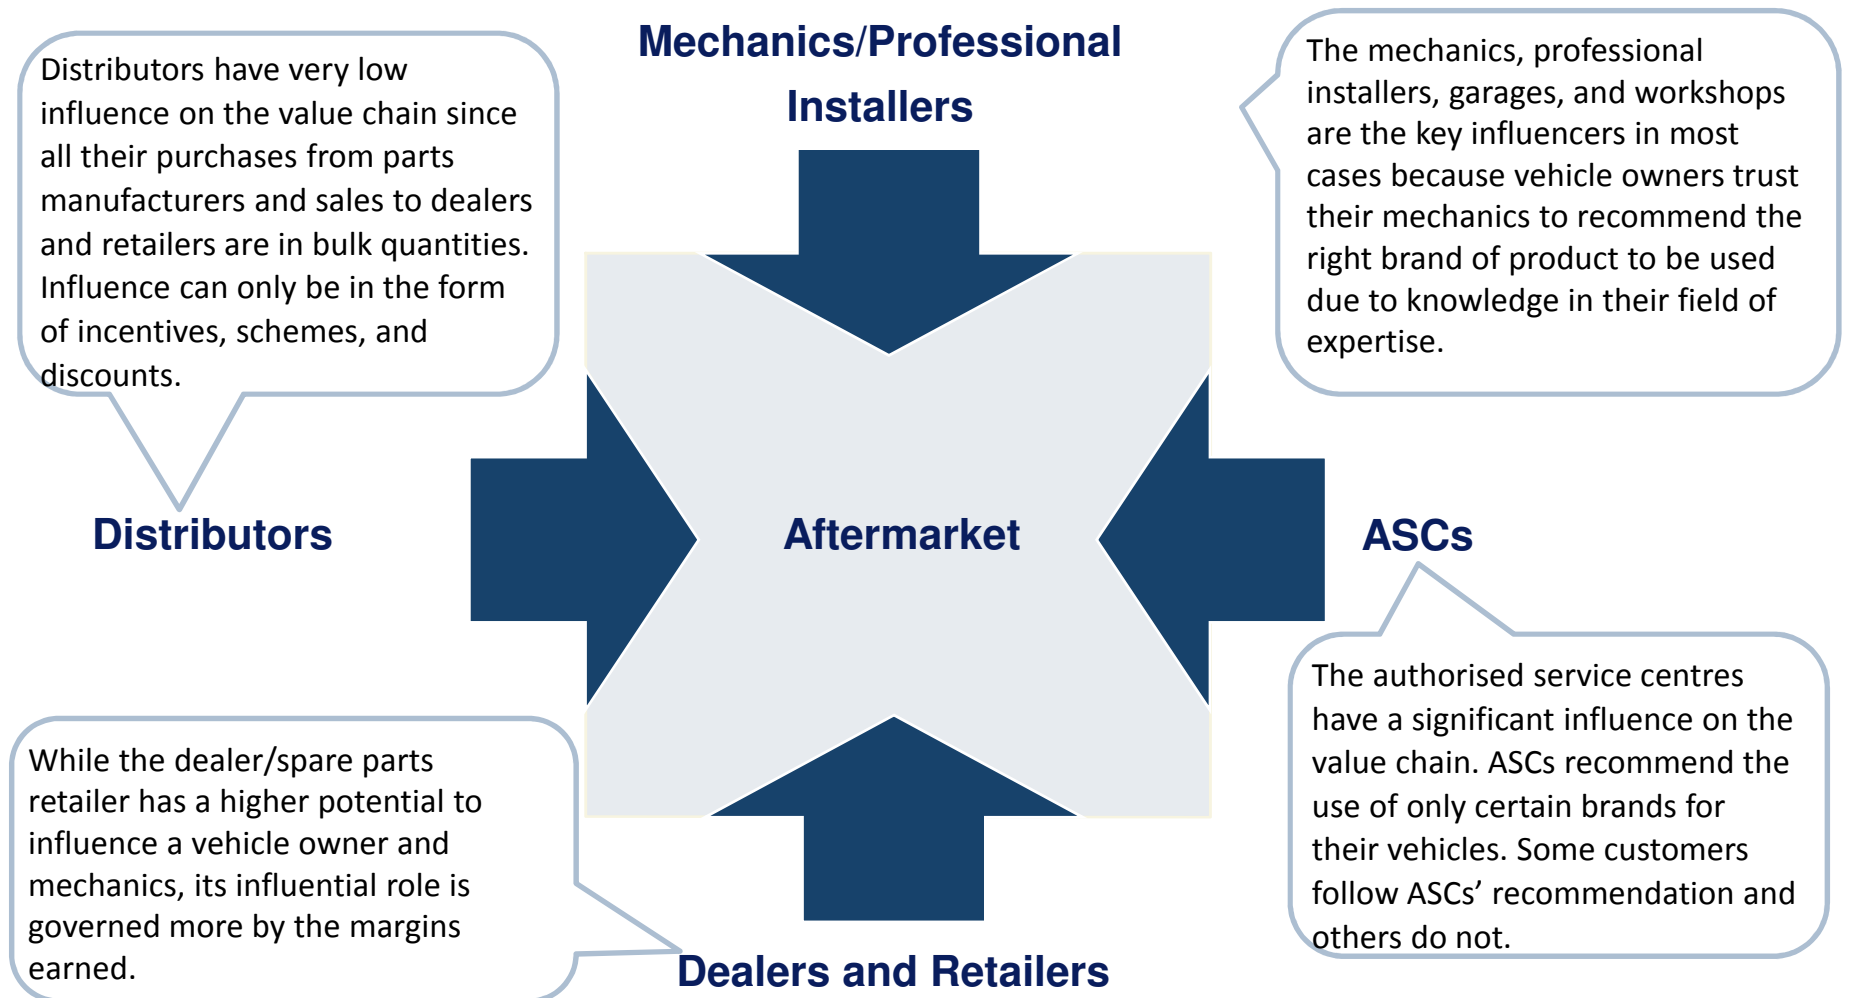 Mechanics/Professional
Installers
Distributors have very low
influence on the value chain since
all their purchases from parts
manufacturers and sales to dealers
and retailers are in bulk quantities.
Influence can only be in the form
of incentives, schemes, and
discounts.
The mechanics, professional
installers, garages, and workshops
are the key influencers in most
cases because vehicle owners trust
their mechanics to recommend the
right brand of product to be used
due to knowledge in their field of
expertise.
Distributors
Aftermarket
ASCs
While the dealer/spare parts
retailer has a higher potential to
influence a vehicle owner and
mechanics, its influential role is
governed more by the margins
earned.
The authorised service centres
have a significant influence on the
value chain. ASCs recommend the
use of only certain brands for
their vehicles. Some customers
follow ASCs’ recommendation and
others do not.
Dealers and Retailers